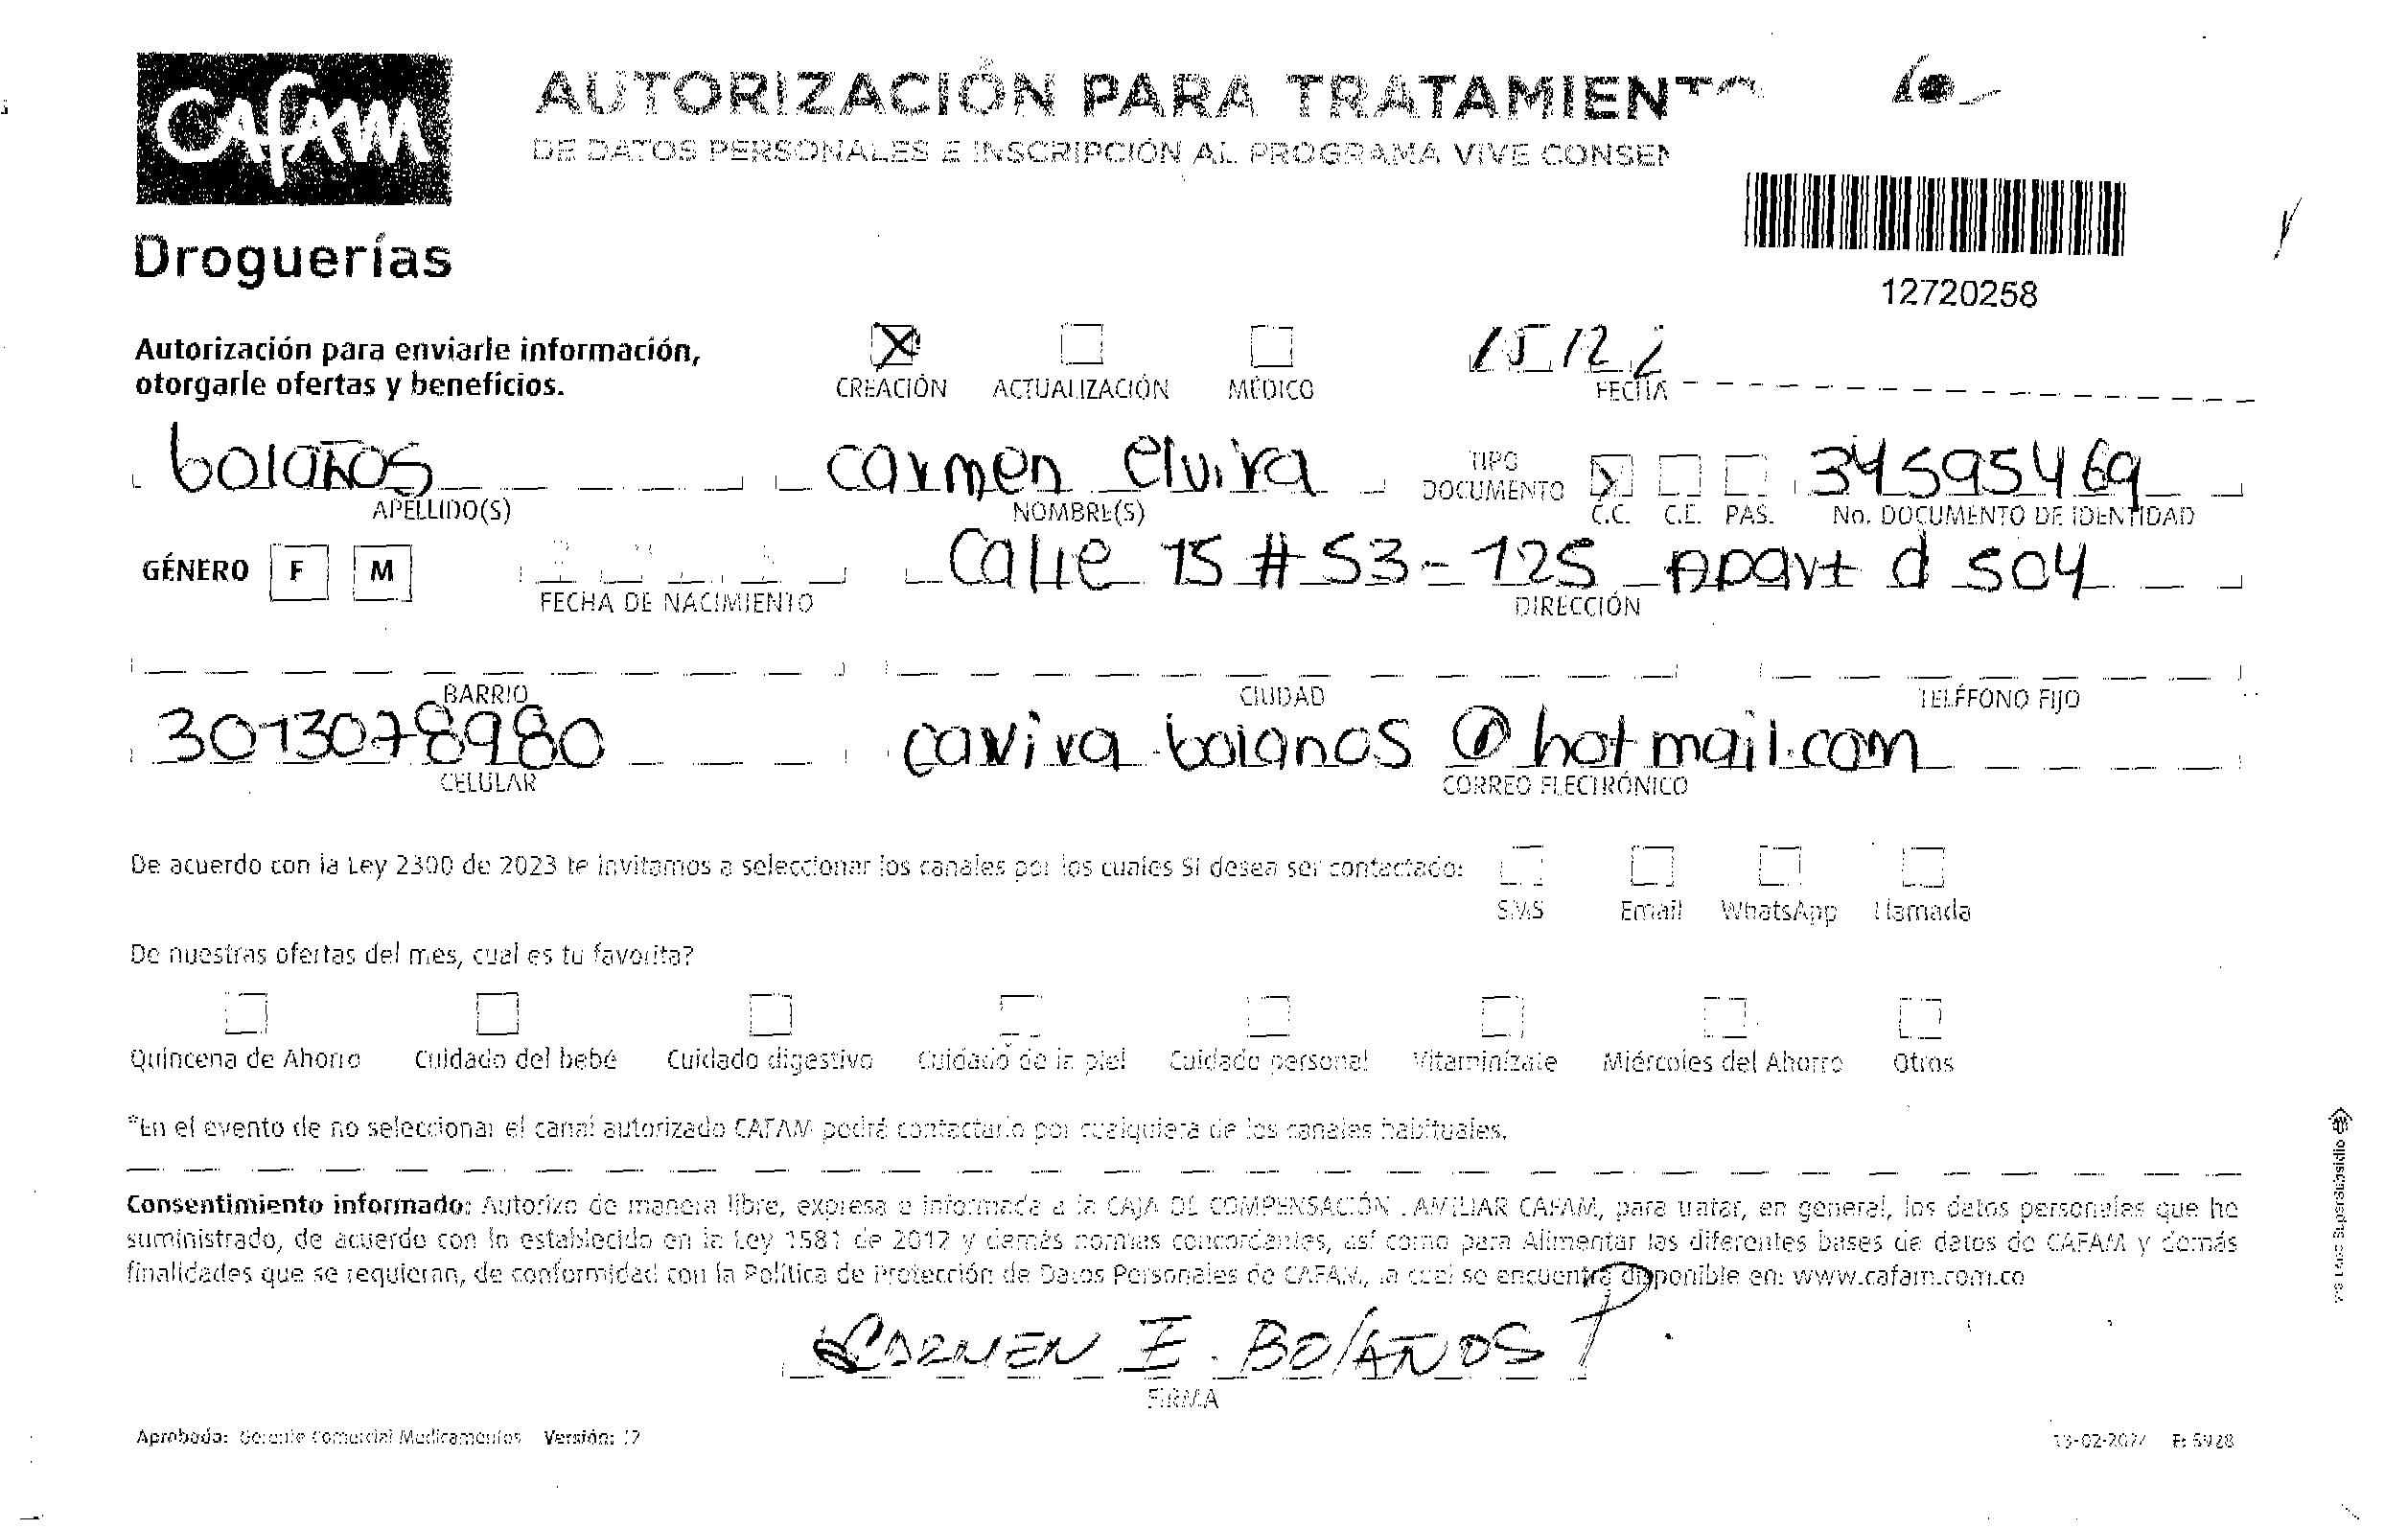 Cafam
Droguerías
AUTORIZACIÓN PARA TRATAMIENTO
DE DATOS PERSONALES E INSCRIPCIÓN AL PROGRAMA VIVE CONSEN
12720258
Autorización para enviarle información,
otorgarle ofertas y beneficios.
X CREACIÓN ACTUALIZACIÓN MÉDICO
FECHA
bolaños carmen elvira TIPO DOCUMENTO X 34595469
APELLIDO(S) NOMBRE(S) C.C. C.E. PAS. No. DOCUMENTO DE IDENTIDAD
GÉNERO F M Calle 15 # 53-125 Apart d 504
FECHA DE NACIMIENTO DIRECCIÓN
BARRIO CIUDAD TELÉFONO FIJO
3013078980 caviva.bolanos @hotmail.com
CELULAR CORREO ELECTRÓNICO
De acuerdo con la Ley 2300 de 2023 te invitamos a seleccionar los canales por los cuales SI desea ser contactado:
SMS Email WhatsApp Llamada
De nuestras ofertas del mes, cual es tu favorita?
Quincena de Ahorro Cuidado del bebé Cuidado digestivo Cuidado de la piel Cuidado personal Vitaminízate Miércoles del Ahorro Otros
*En el evento de no seleccionar el canal autorizado CAFAM podrá contactarlo por cualquiera de los canales habituales.
Consentimiento informado: Autorizo de manera libre, expresa e informada a la CAJA DE COMPENSACIÓN FAMILIAR CAFAM, para tratar, en general, los datos personales que he
suministrado, de acuerdo con lo establecido en la Ley 1581 de 2012 y demás normas concordantes, así como para Alimentar las diferentes bases de datos de CAFAM y demás
finalidades que se requieran, de conformidad con la Política de Protección de Datos Personales de CAFAM, la cual se encuentra disponible en: www.cafam.com.co
CARMEN E. BOLAÑOS P.
FIRMA
Aprobada: Gerente Comercial Medicamentos Versión: 12
Supersubsidio